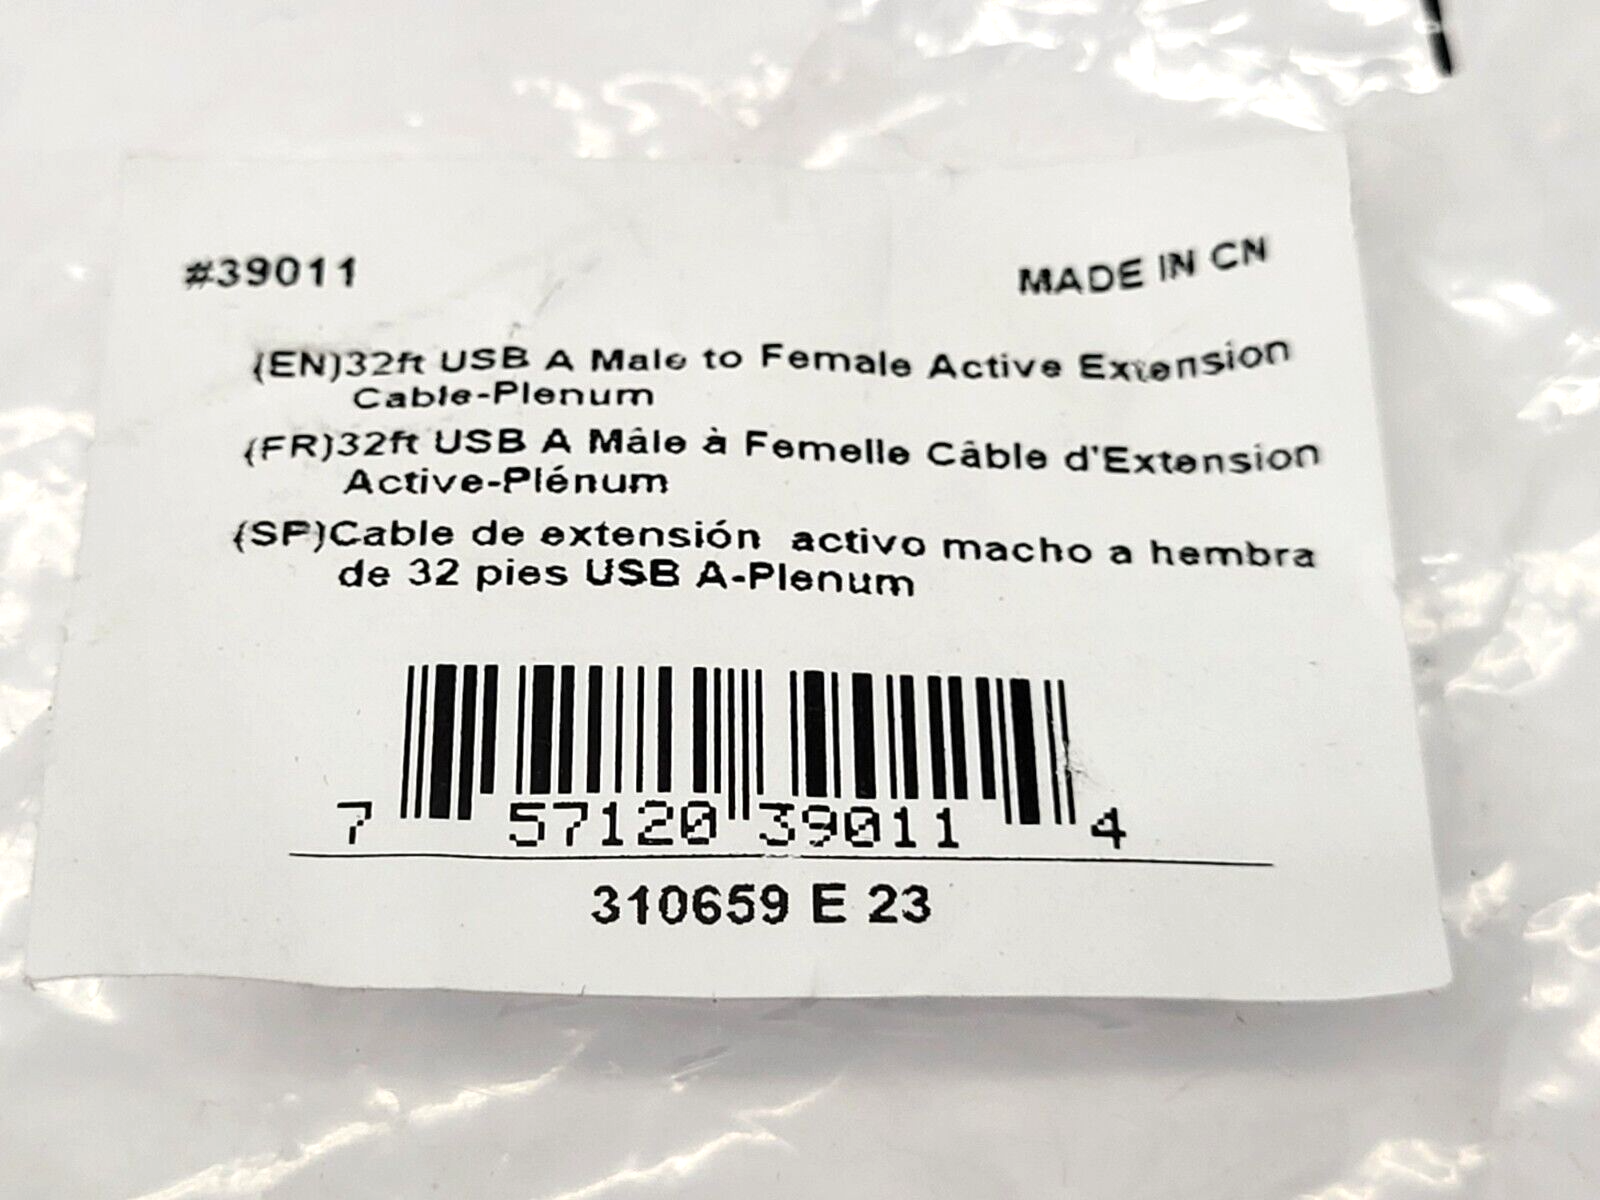 #39011
MADE IN CN
(EN)32ft USB A Male to Female Active Extension
Cable-Plenum
(FR)32ft USB A Mâle à Femelle Câble d'Extension
Active-Plénum
(SP)Cable de extensión activo macho a hembra
de 32 pies USB A-Plenum
7 57120 39011 4
310659 E 23